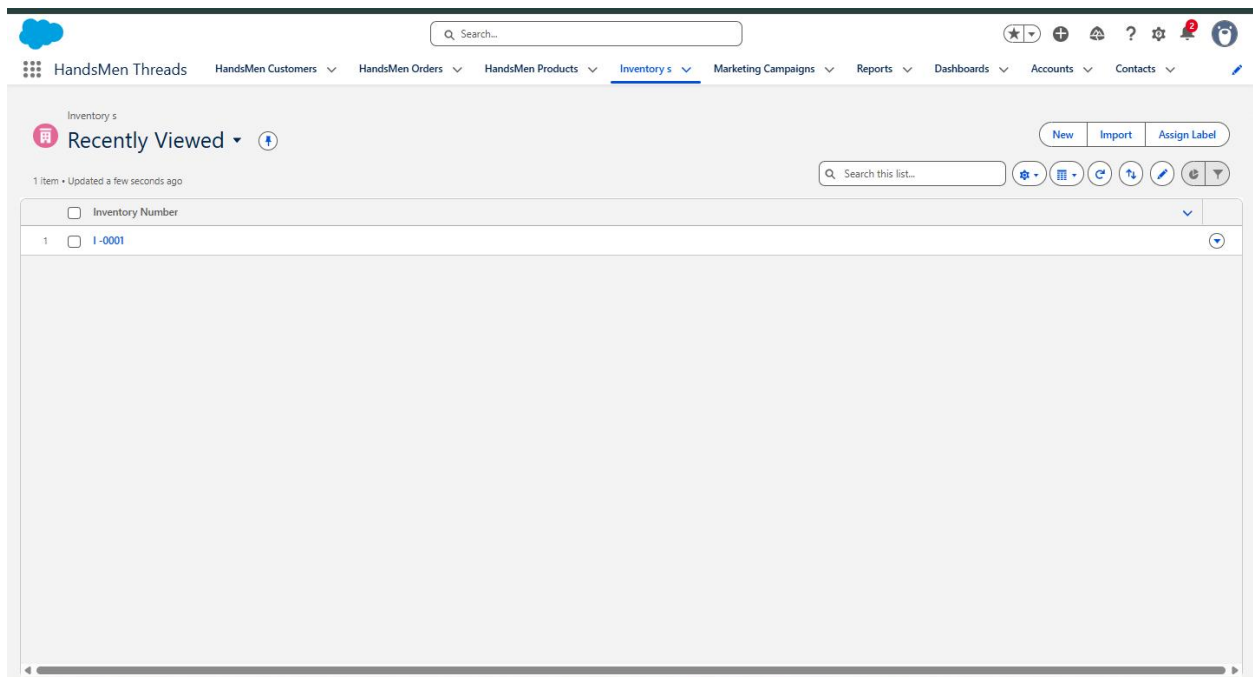 Search...
2
HandsMen Threads HandsMen Customers HandsMen Orders HandsMen Products Inventory s Marketing Campaigns Reports Dashboards Accounts Contacts
Inventory s
Recently Viewed
New Import Assign Label
1 item • Updated a few seconds ago
Search this list...
Inventory Number
1 I -0001